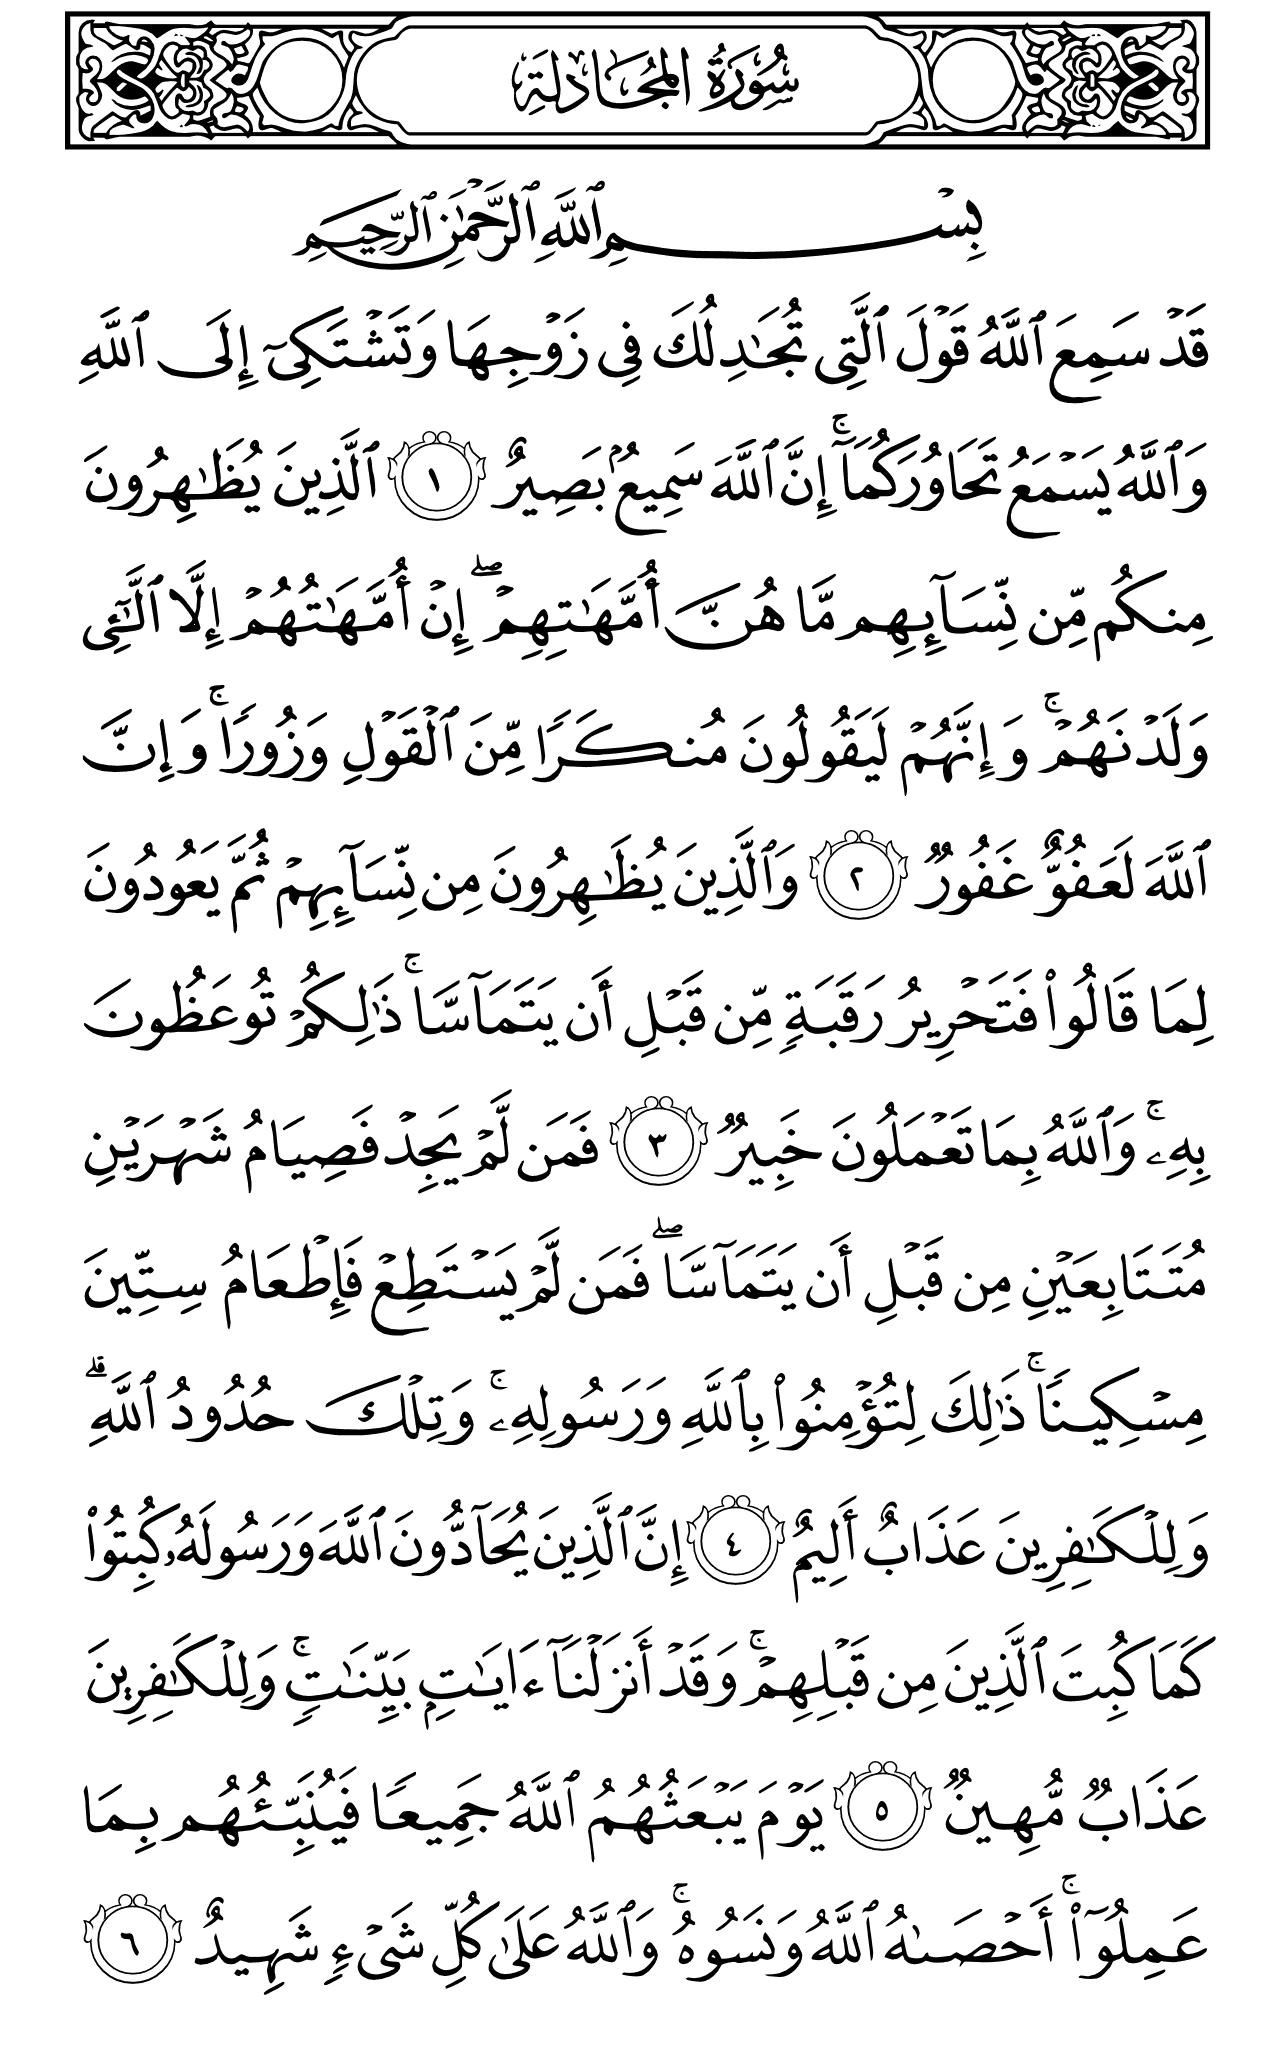 سُورَةُ المُجَادلَةِ
بِسۡمِ ٱللَّهِ ٱلرَّحۡمَٰنِ ٱلرَّحِيمِ
قَدۡ سَمِعَ ٱللَّهُ قَوۡلَ ٱلَّتِي تُجَٰدِلُكَ فِي زَوۡجِهَا وَتَشۡتَكِيٓ إِلَى ٱللَّهِ
وَٱللَّهُ يَسۡمَعُ تَحَاوُرَكُمَآۚ إِنَّ ٱللَّهَ سَمِيعُۢ بَصِيرٌ ١ ٱلَّذِينَ يُظَٰهِرُونَ
مِنكُم مِّن نِّسَآئِهِم مَّا هُنَّ أُمَّهَٰتِهِمۡۖ إِنۡ أُمَّهَٰتُهُمۡ إِلَّا ٱلَّٰٓـِٔي
وَلَدۡنَهُمۡۚ وَإِنَّهُمۡ لَيَقُولُونَ مُنكَرٗا مِّنَ ٱلۡقَوۡلِ وَزُورٗاۚ وَإِنَّ
ٱللَّهَ لَعَفُوٌّ غَفُورٞ ٢ وَٱلَّذِينَ يُظَٰهِرُونَ مِن نِّسَآئِهِمۡ ثُمَّ يَعُودُونَ
لِمَا قَالُواْ فَتَحۡرِيرُ رَقَبَةٖ مِّن قَبۡلِ أَن يَتَمَآسَّاۚ ذَٰلِكُمۡ تُوعَظُونَ
بِهِۦۚ وَٱللَّهُ بِمَا تَعۡمَلُونَ خَبِيرٞ ٣ فَمَن لَّمۡ يَجِدۡ فَصِيَامُ شَهۡرَيۡنِ
مُتَتَابِعَيۡنِ مِن قَبۡلِ أَن يَتَمَآسَّاۖ فَمَن لَّمۡ يَسۡتَطِعۡ فَإِطۡعَامُ سِتِّينَ
مِسۡكِينٗاۚ ذَٰلِكَ لِتُؤۡمِنُواْ بِٱللَّهِ وَرَسُولِهِۦۚ وَتِلۡكَ حُدُودُ ٱللَّهِۗ
وَلِلۡكَٰفِرِينَ عَذَابٌ أَلِيمٌ ٤ إِنَّ ٱلَّذِينَ يُحَآدُّونَ ٱللَّهَ وَرَسُولَهُۥ كُبِتُواْ
كَمَا كُبِتَ ٱلَّذِينَ مِن قَبۡلِهِمۡۚ وَقَدۡ أَنزَلۡنَآ ءَايَٰتِۭ بَيِّنَٰتٖۚ وَلِلۡكَٰفِرِينَ
عَذَابٞ مُّهِينٞ ٥ يَوۡمَ يَبۡعَثُهُمُ ٱللَّهُ جَمِيعٗا فَيُنَبِّئُهُم بِمَا
عَمِلُوٓاْۚ أَحۡصَىٰهُ ٱللَّهُ وَنَسُوهُۚ وَٱللَّهُ عَلَىٰ كُلِّ شَيۡءٖ شَهِيدٌ ٦